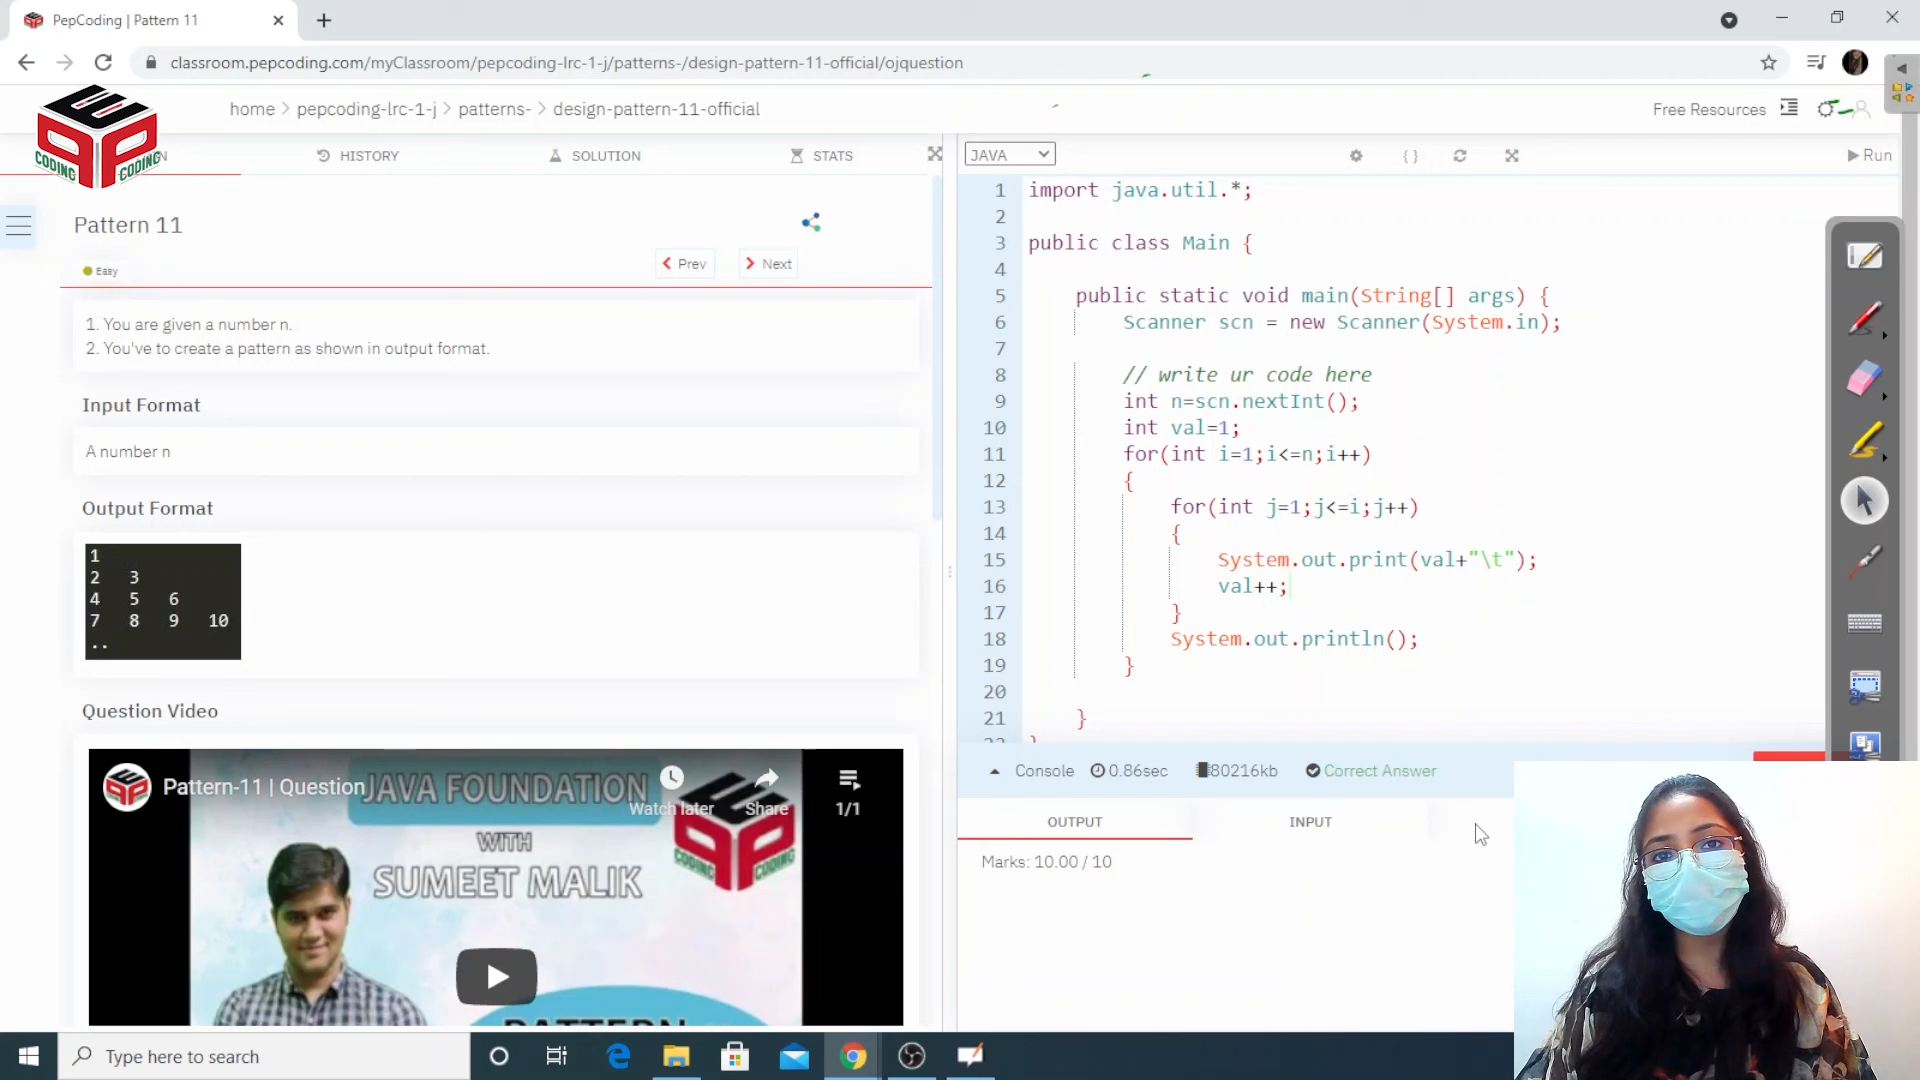 PepCoding | Pattern 11
classroom.pepcoding.com/myClassroom/pepcoding-lrc-1-j/patterns-/design-pattern-11-official/ojquestion
home > pepcoding-lrc-1-j > patterns- > design-pattern-11-official
Free Resources
PEP
CODING CODING
HISTORY
SOLUTION
STATS
JAVA
Run
Pattern 11
Easy
Prev
Next
1. You are given a number n.
2. You've to create a pattern as shown in output format.
Input Format
A number n
Output Format
1
2 3
4 5 6
7 8 9 10
..
Question Video
Pattern-11 | Question
Watch later
Share
1/1
JAVA FOUNDATION
WITH
SUMEET MALIK
PATTERN
1 import java.util.*;
2
3 public class Main {
4
5 public static void main(String[] args) {
6 Scanner scn = new Scanner(System.in);
7
8 // write ur code here
9 int n=scn.nextInt();
10 int val=1;
11 for(int i=1;i<=n;i++)
12 {
13 for(int j=1;j<=i;j++)
14 {
15 System.out.print(val+"\t");
16 val++;
17 }
18 System.out.println();
19 }
20
21 }
Console 0.86sec 80216kb Correct Answer
OUTPUT
INPUT
Marks: 10.00 / 10
Type here to search